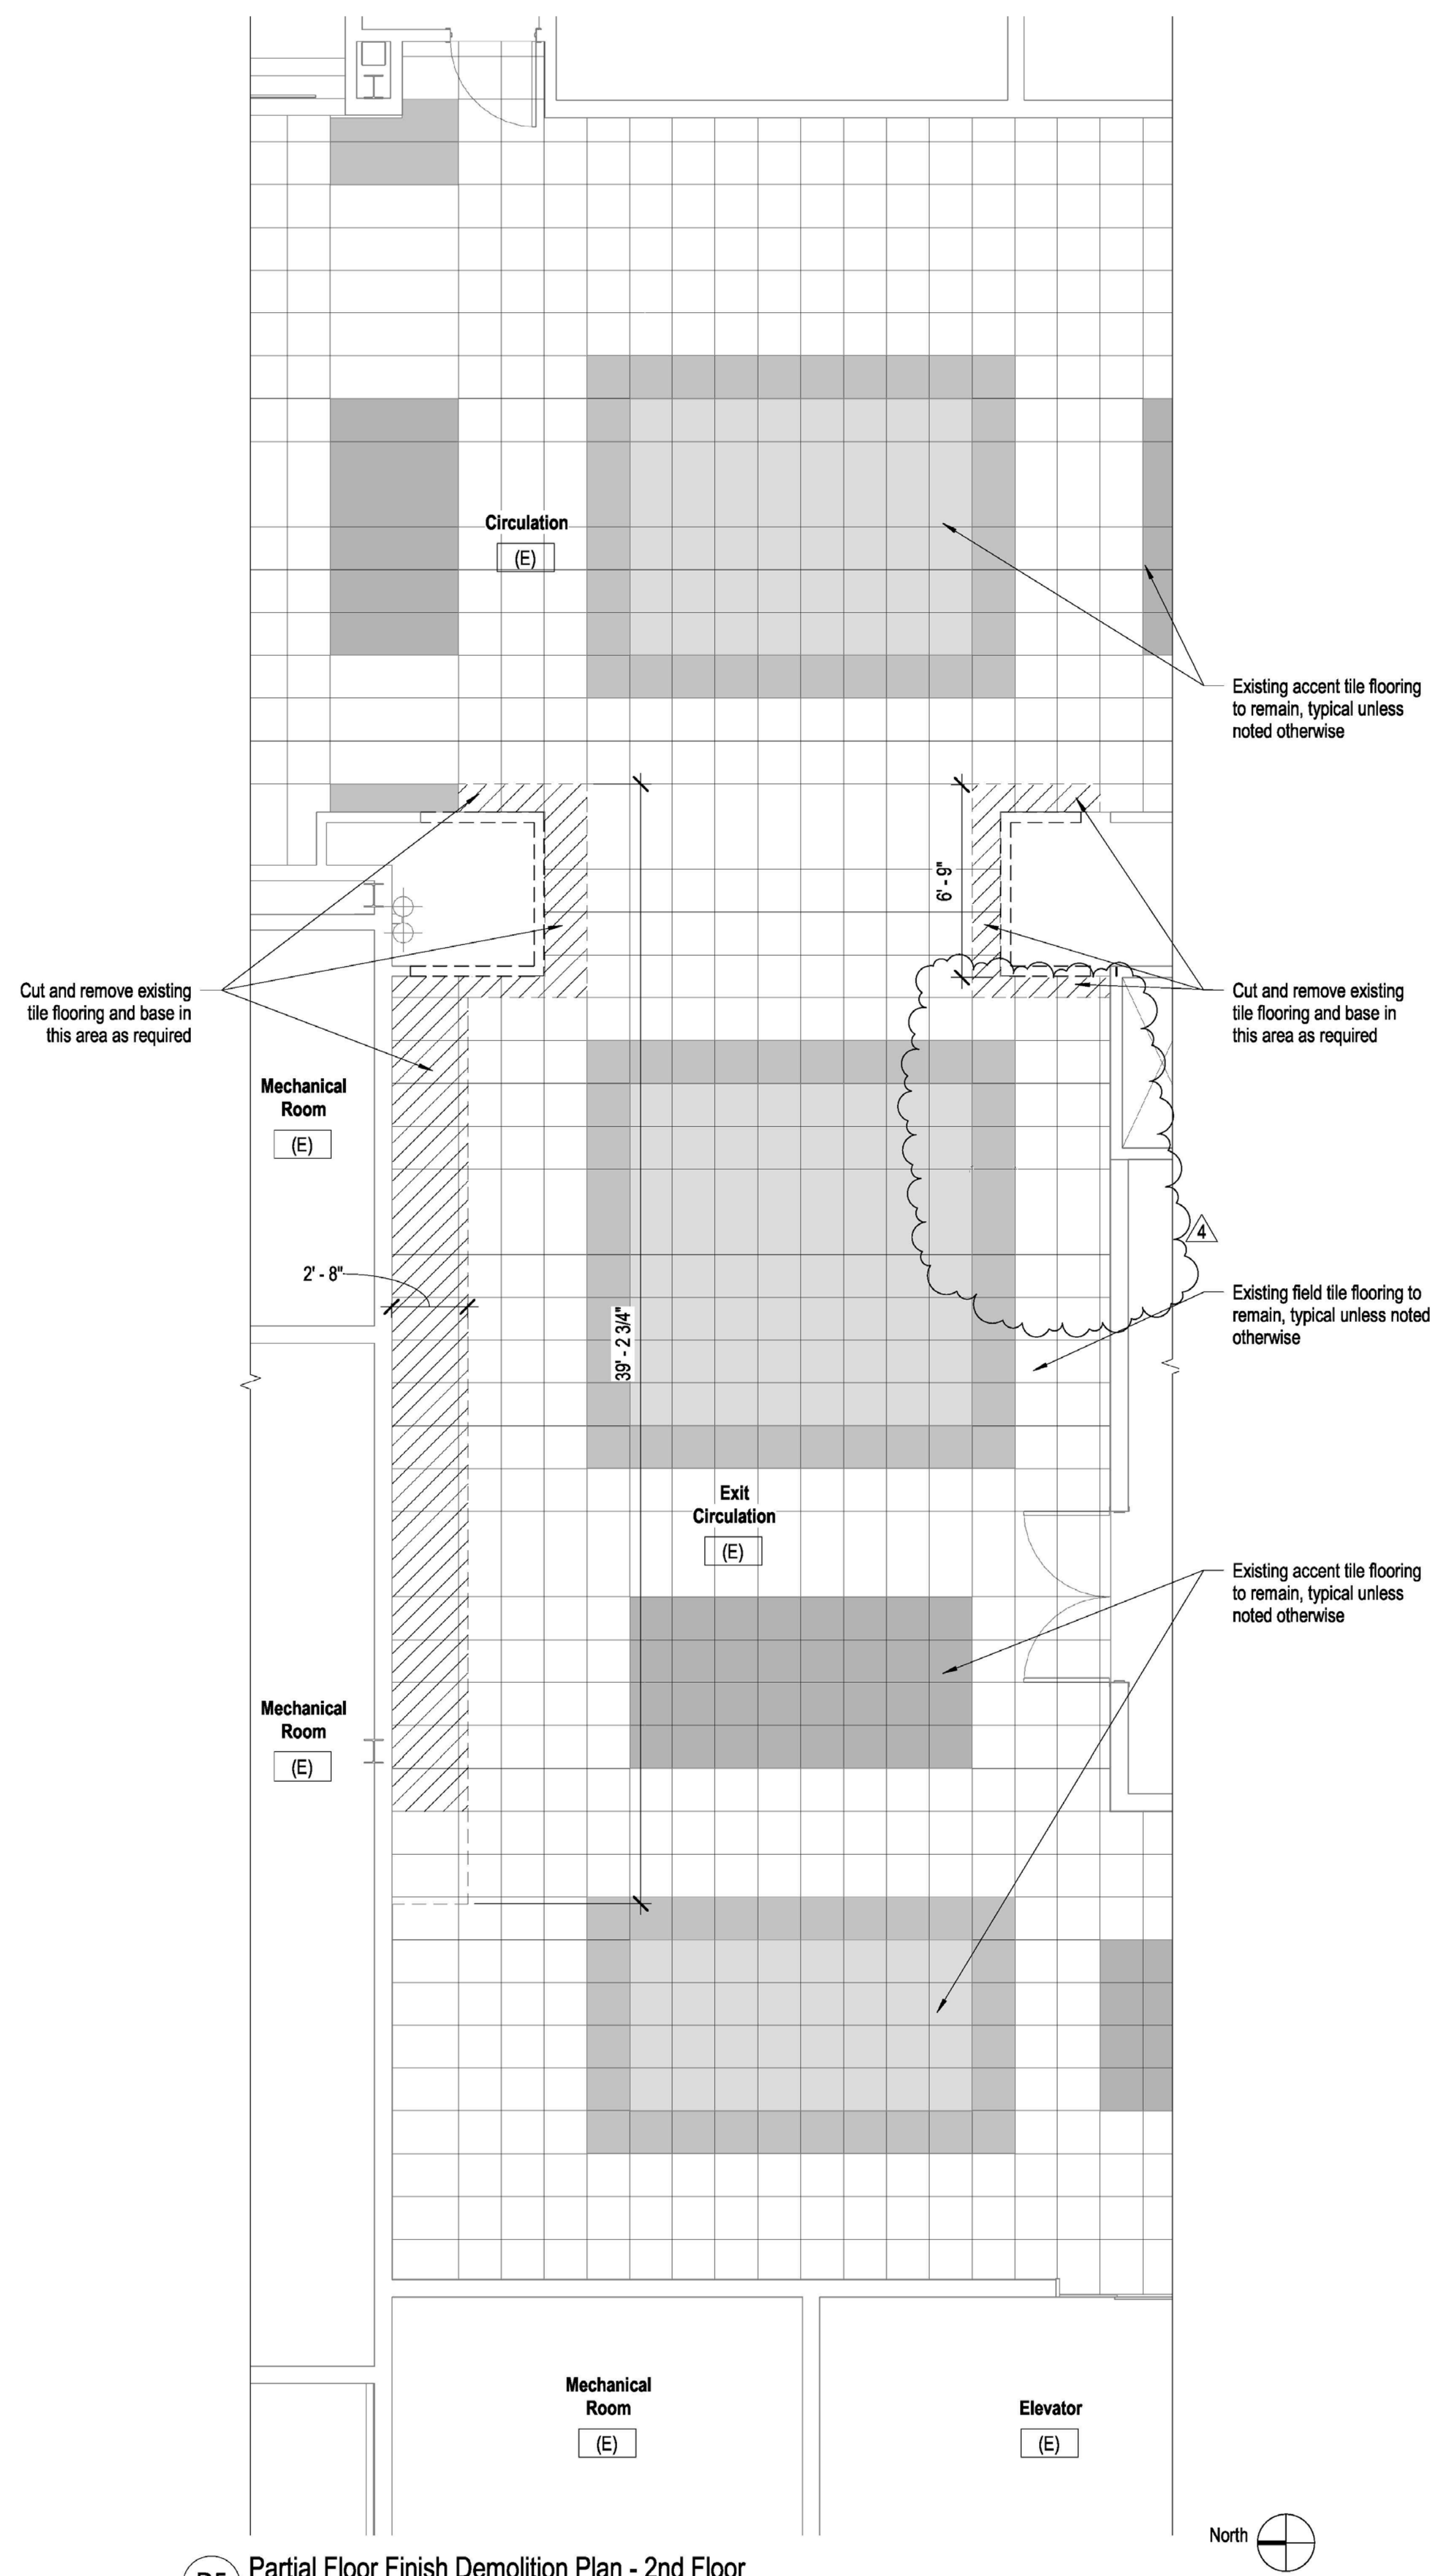 Circulation
(E)
Existing accent tile flooring
to remain, typical unless
noted otherwise
6' - 9"
Cut and remove existing
tile flooring and base in
this area as required
Cut and remove existing
tile flooring and base in
this area as required
Mechanical
Room
(E)
4
2' - 8"
Existing field tile flooring to
remain, typical unless noted
otherwise
39' - 2 3/4"
Exit
Circulation
(E)
Existing accent tile flooring
to remain, typical unless
noted otherwise
Mechanical
Room
(E)
Mechanical
Room
(E)
Elevator
(E)
North
Partial Floor Finish Demolition Plan - 2nd Floor